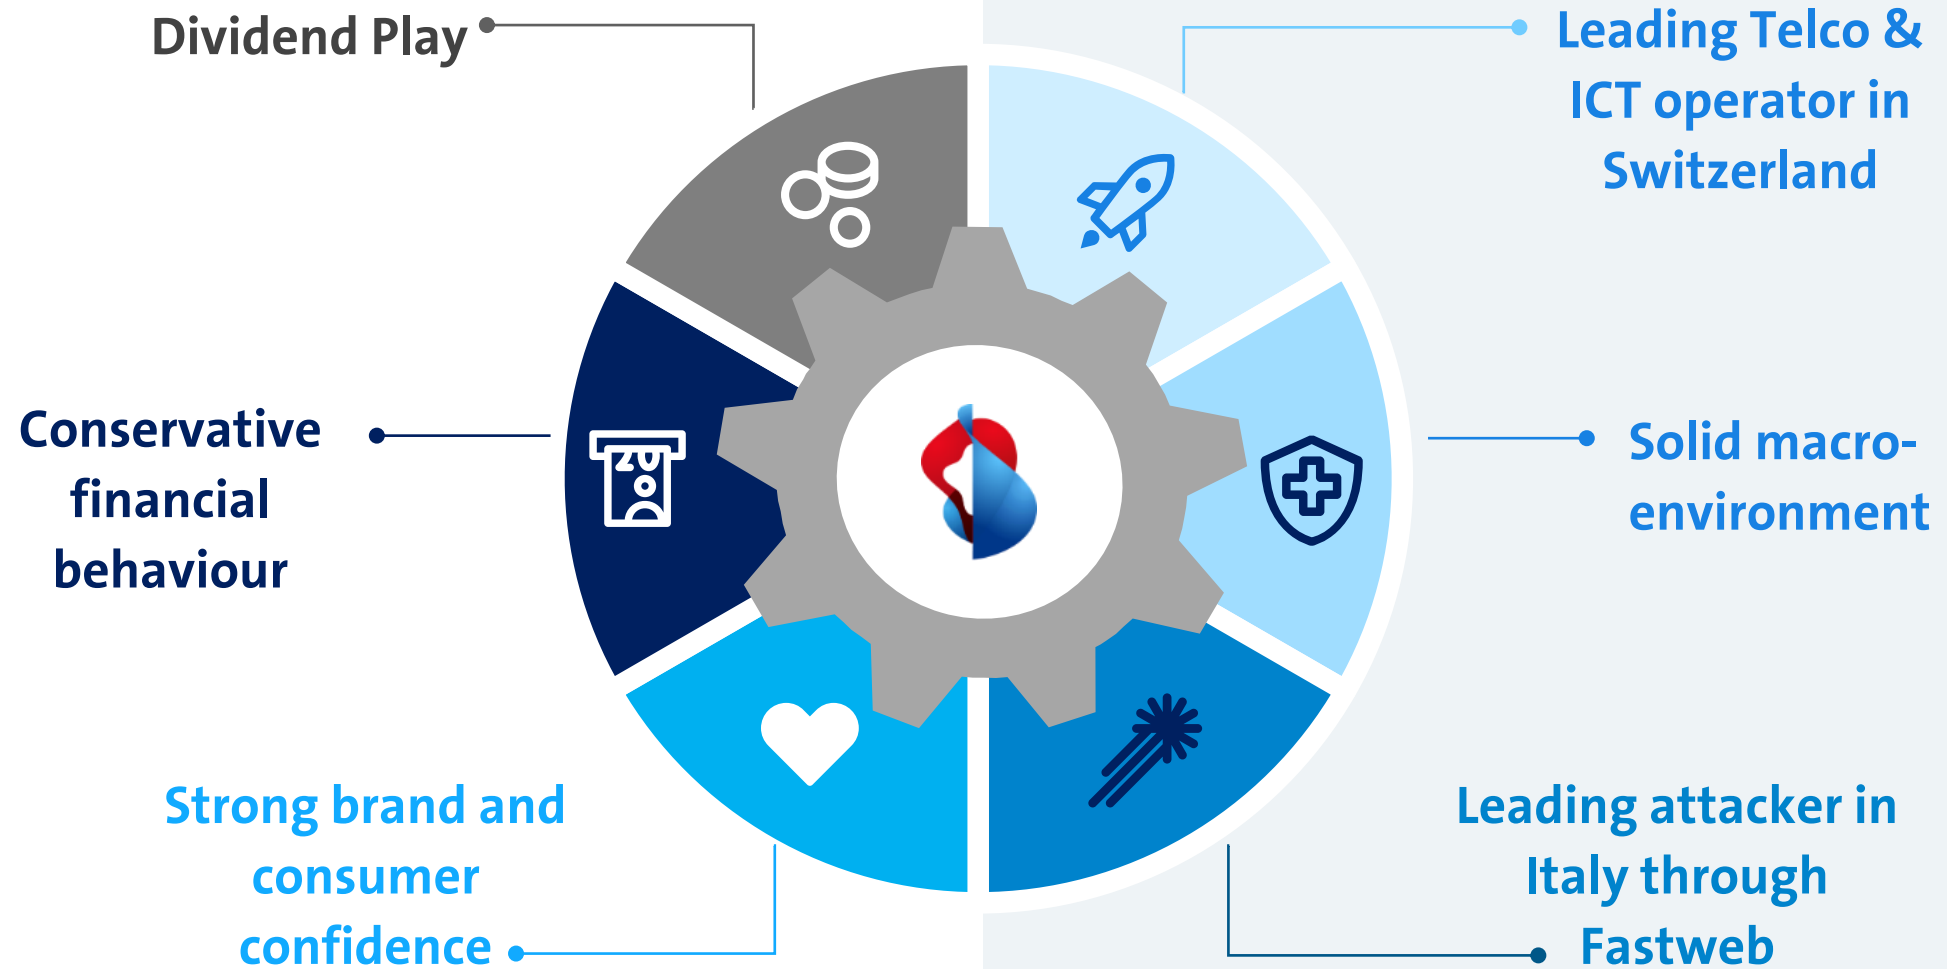 Dividend Play
Leading Telco &
ICT operator in
Switzerland
Conservative
financial
behaviour
20
Solid macro-
environment
Strong brand and
consumer
confidence
Leading attacker in
Italy through
Fastweb